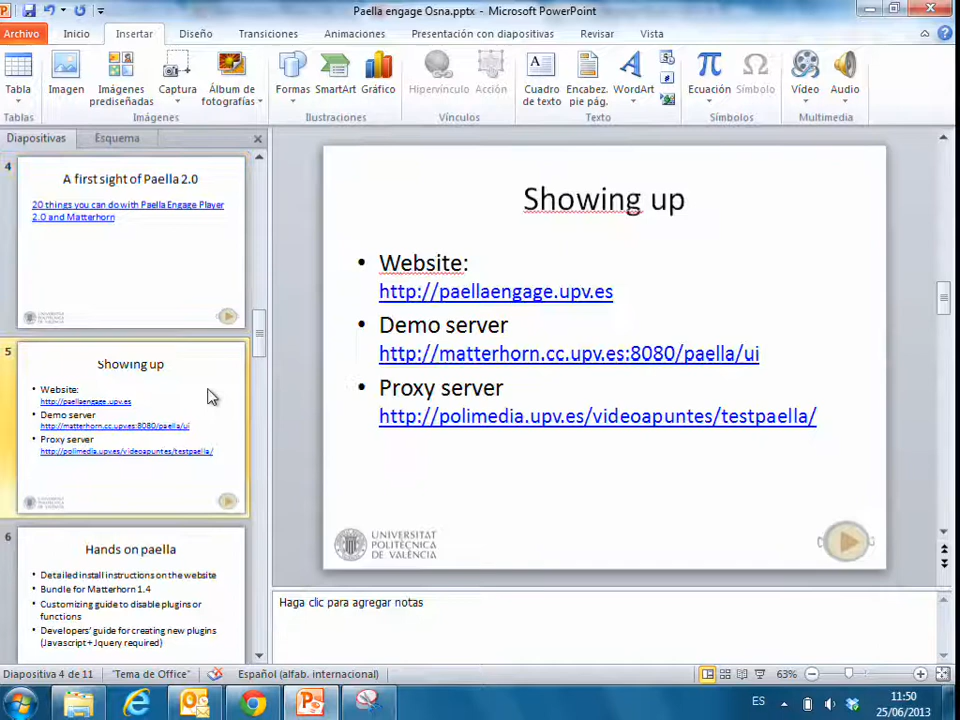 Paella engage Osna.pptx - Microsoft PowerPoint
Archivo Inicio Insertar Diseño Transiciones Animaciones Presentación con diapositivas Revisar Vista
Tabla Imagen Imágenes prediseñadas Captura Álbum de fotografías Formas SmartArt Gráfico Hipervínculo Acción Cuadro de texto Encabez. pie pág. WordArt Ecuación Símbolo Vídeo Audio
Tablas Imágenes Ilustraciones Vínculos Texto Símbolos Multimedia
Diapositivas Esquema
4
A first sight of Paella 2.0
20 things you can do with Paella Engage Player
2.0 and Matterhorn
5
Showing up
• Website:
http://paellaengage.upv.es
• Demo server
http://matterhorn.cc.upv.es:8080/paella/ui
• Proxy server
http://polimedia.upv.es/videoapuntes/testpaella/
6
Hands on paella
• Detailed install instructions on the website
• Bundle for Matterhorn 1.4
• Customizing guide to disable plugins or
functions
• Developers' guide for creating new plugins
(Javascript + Jquery required)
Showing up
• Website:
http://paellaengage.upv.es
• Demo server
http://matterhorn.cc.upv.es:8080/paella/ui
• Proxy server
http://polimedia.upv.es/videoapuntes/testpaella/
UNIVERSITAT
POLITÈCNICA
DE VALÈNCIA
Haga clic para agregar notas
Diapositiva 4 de 11 "Tema de Office" Español (alfab. internacional) 63%
ES 11:50
25/06/2013